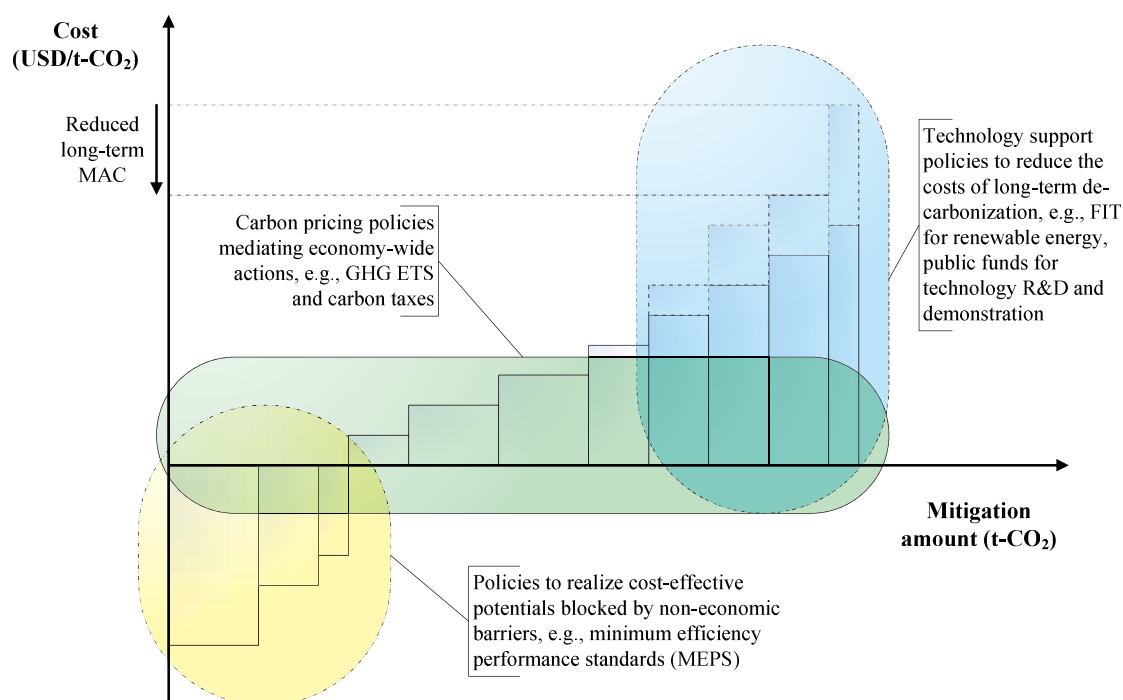 Cost
(USD/t-CO₂)
Reduced
long-term
MAC
Carbon pricing policies
mediating economy-wide
actions, e.g., GHG ETS
and carbon taxes
Technology support
policies to reduce the
costs of long-term de-
carbonization, e.g., FIT
for renewable energy,
public funds for
technology R&D and
demonstration
Mitigation
amount (t-CO₂)
Policies to realize cost-effective
potentials blocked by non-economic
barriers, e.g., minimum efficiency
performance standards (MEPS)